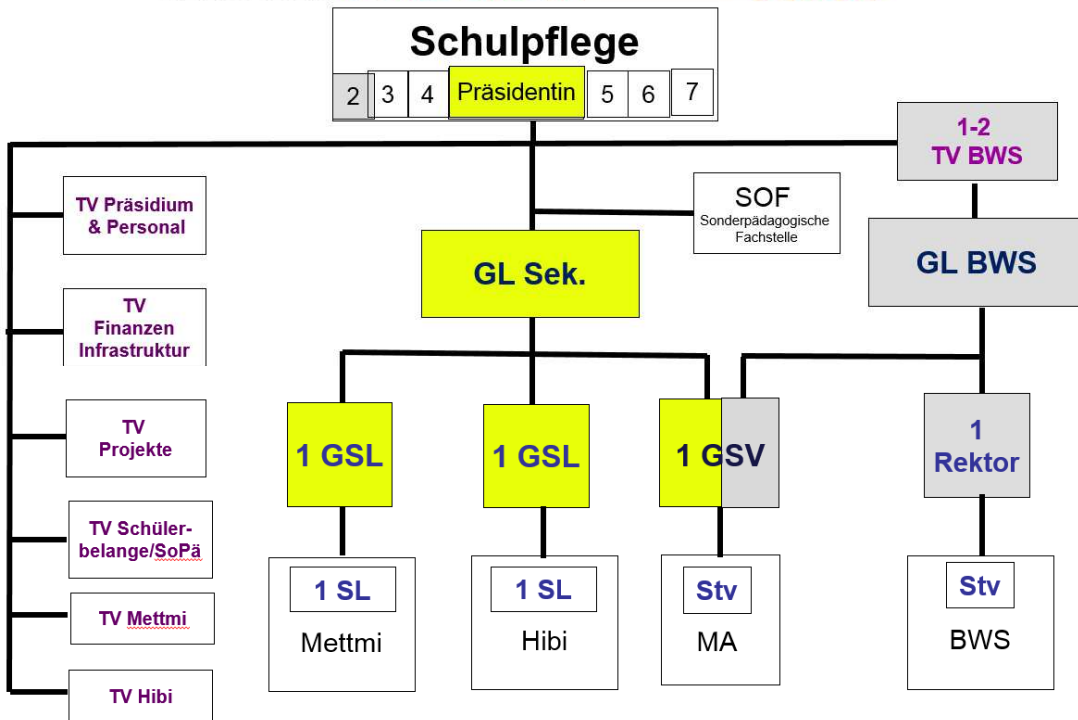 Schulpflege
2 3 4 Präsidentin 5 6 7
1-2
TV BWS
TV Präsidium
& Personal
SOF
Sonderpädagogische
Fachstelle
GL Sek.
GL BWS
TV
Finanzen
Infrastruktur
TV
Projekte
1 GSL
1 GSL
1 GSV
1
Rektor
TV Schüler-
belange/SoPä
TV Mettmi
TV Hibi
1 SL
Mettmi
1 SL
Hibi
Stv
MA
Stv
BWS